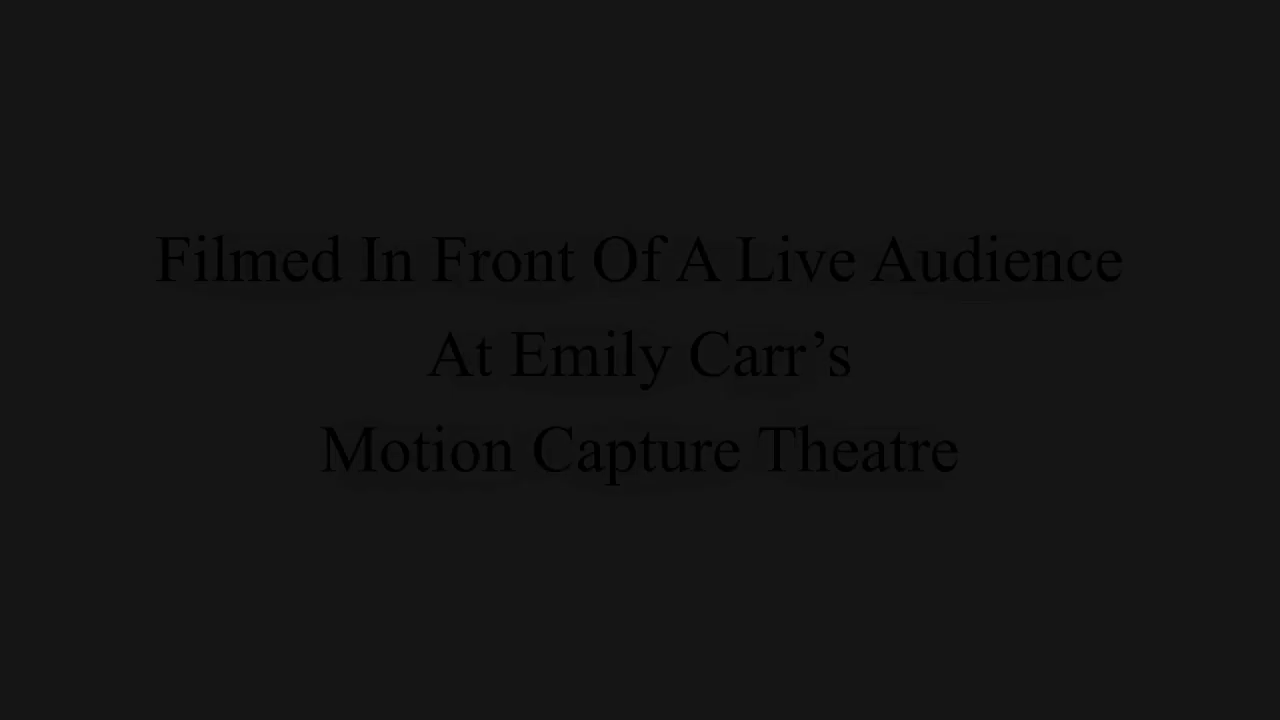 Filmed In Front Of A Live Audience
At Emily Carr’s
Motion Capture Theatre